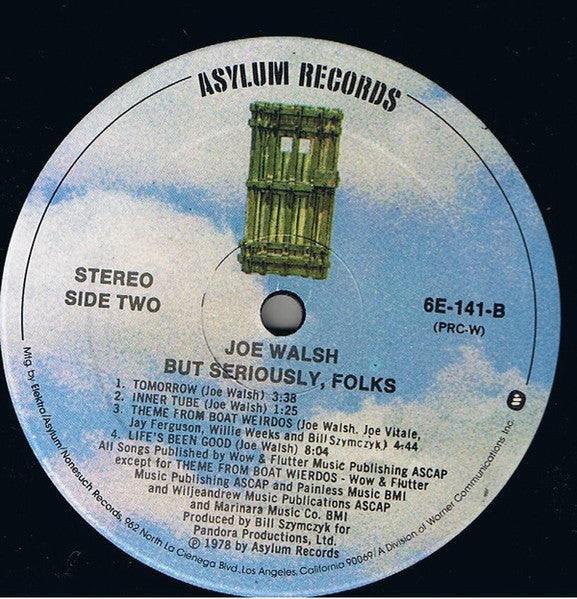 ASYLUM RECORDS
STEREO
SIDE TWO
6E-141-B
(PRC-W)
JOE WALSH
BUT SERIOUSLY, FOLKS
1. TOMORROW (Joe Walsh) 3:38
2. INNER TUBE (Joe Walsh) 1:25
3. THEME FROM BOAT WEIRDOS (Joe Walsh, Joe Vitale,
Jay Ferguson, Willie Weeks and Bill Szymczyk) 4:44
4. LIFE'S BEEN GOOD (Joe Walsh) 8:04
All Songs Published by Wow & Flutter Music Publishing ASCAP
except for THEME FROM BOAT WIERDOS - Wow & Flutter
Music Publishing ASCAP and Painless Music BMI
and Wiljeandrew Music Publications ASCAP
and Marinara Music Co. BMI
Produced by Bill Szymczyk for
Pandora Productions, Ltd.
℗ 1978 by Asylum Records
Mfg. by Elektra/Asylum/Nonesuch Records, 962 North La Cienega Blvd., Los Angeles, California 90069/A Division of Warner Communications Inc.